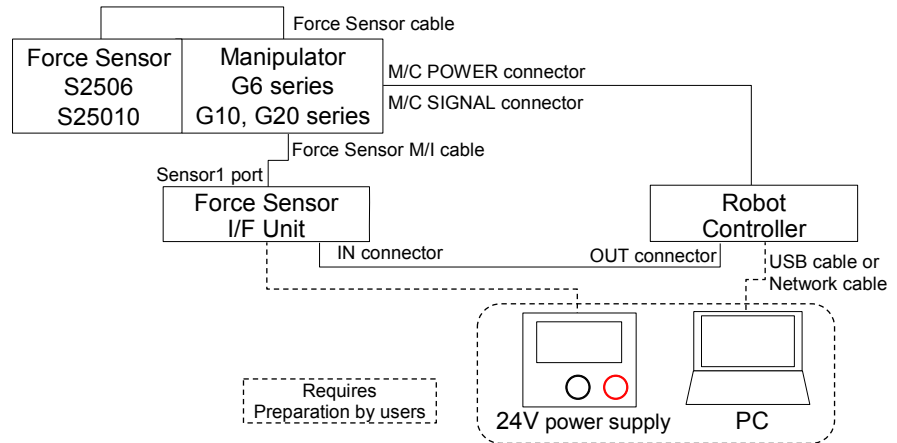 Force Sensor cable
Force Sensor
S2506
S25010
Manipulator
G6 series
G10, G20 series
M/C POWER connector
M/C SIGNAL connector
Force Sensor M/I cable
Sensor1 port
Force Sensor
I/F Unit
Robot
Controller
IN connector
OUT connector
USB cable or
Network cable
Requires
Preparation by users
24V power supply
PC